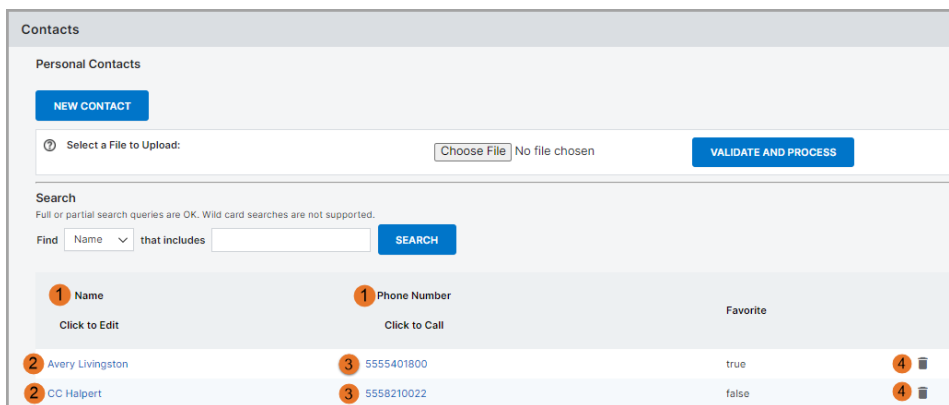 Contacts
Personal Contacts
NEW CONTACT
Select a File to Upload: Choose File No file chosen VALIDATE AND PROCESS
Search
Full or partial search queries are OK. Wild card searches are not supported.
Find Name that includes SEARCH
1 Name 1 Phone Number Favorite
Click to Edit Click to Call
2 Avery Livingston 3 5555401800 true 4
2 CC Halpert 3 5558210022 false 4